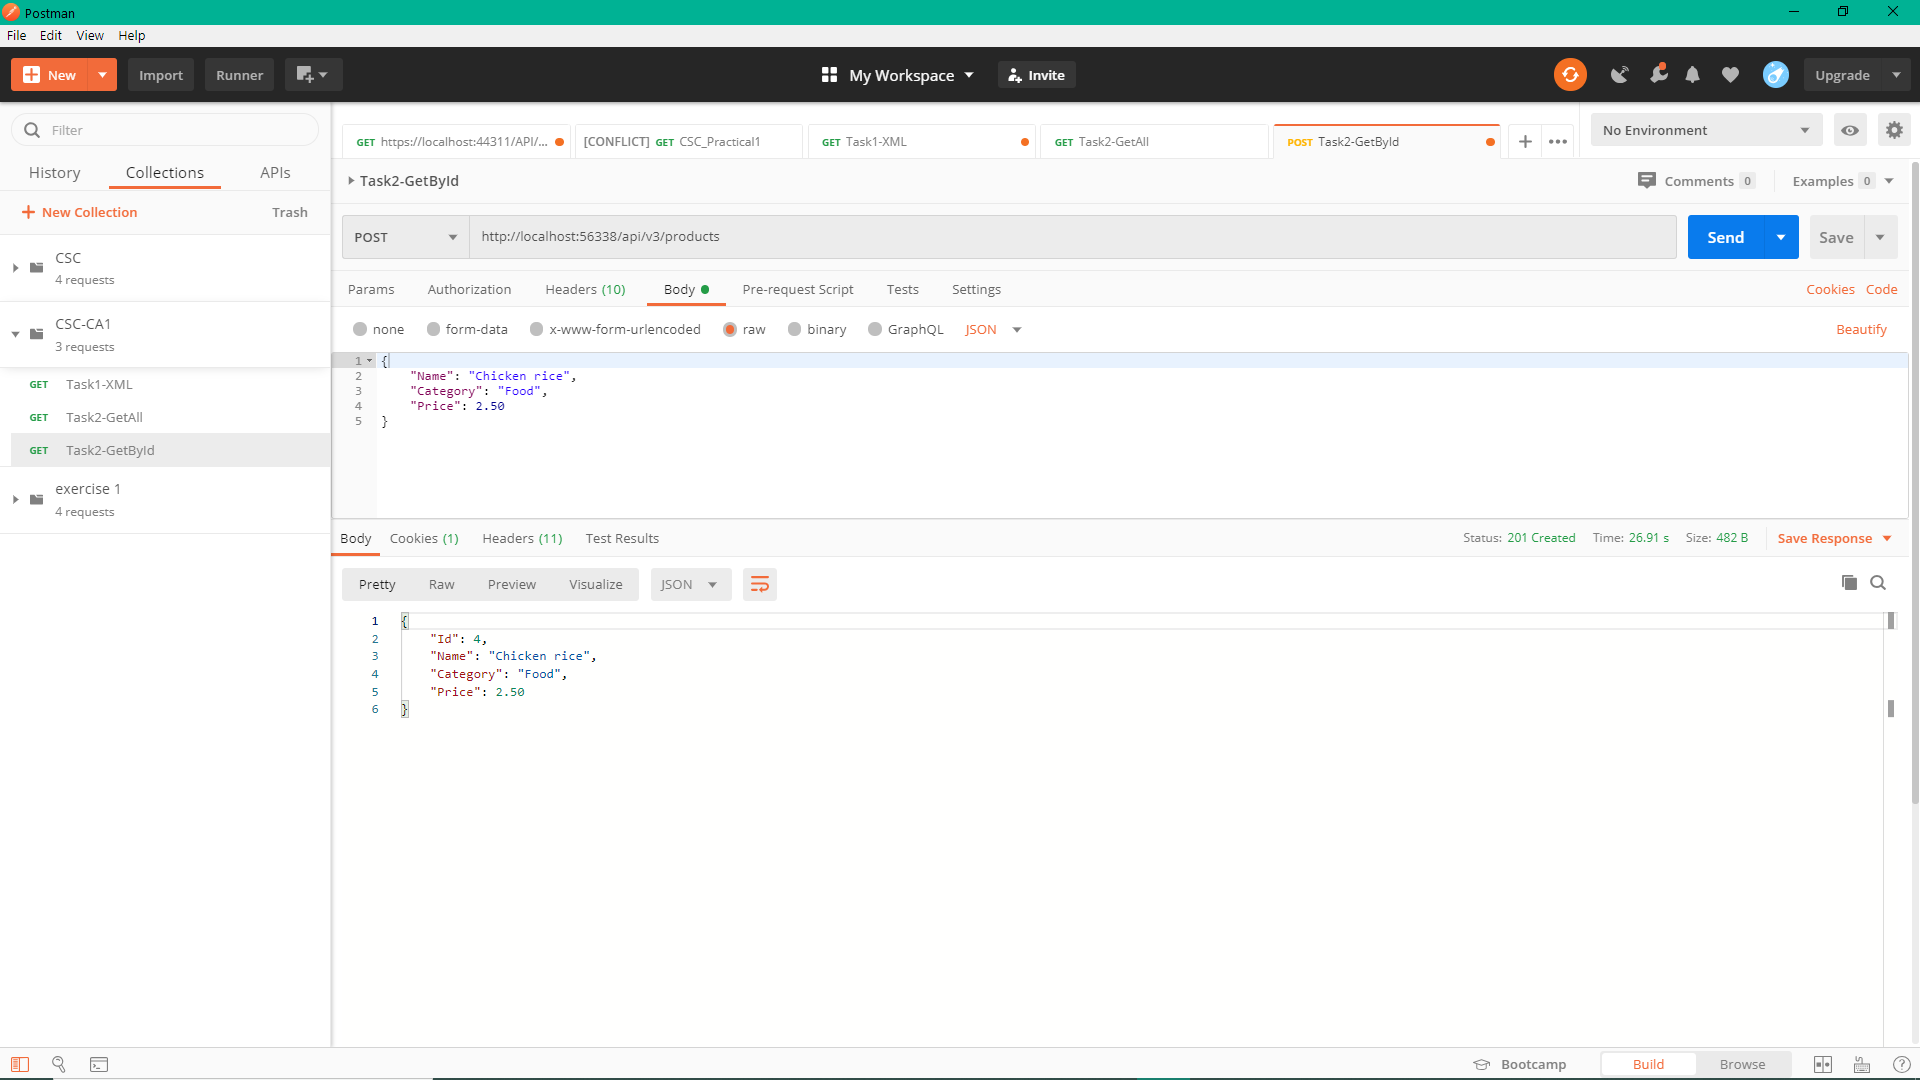 Postman
File Edit View Help
New Import Runner My Workspace Invite Upgrade
Filter
History Collections APIs
New Collection Trash
CSC
4 requests
CSC-CA1
3 requests
GET Task1-XML
GET Task2-GetAll
GET Task2-GetById
exercise 1
4 requests
GET https://localhost:44311/API/... [CONFLICT] GET CSC_Practical1 GET Task1-XML GET Task2-GetAll POST Task2-GetById No Environment
Task2-GetById Comments 0 Examples 0
POST http://localhost:56338/api/v3/products Send Save
Params Authorization Headers (10) Body Pre-request Script Tests Settings Cookies Code
none form-data x-www-form-urlencoded raw binary GraphQL JSON Beautify
1 {
2 "Name": "Chicken rice",
3 "Category": "Food",
4 "Price": 2.50
5 }
Body Cookies (1) Headers (11) Test Results Status: 201 Created Time: 26.91 s Size: 482 B Save Response
Pretty Raw Preview Visualize JSON
1 {
2 "Id": 4,
3 "Name": "Chicken rice",
4 "Category": "Food",
5 "Price": 2.50
6 }
Bootcamp Build Browse